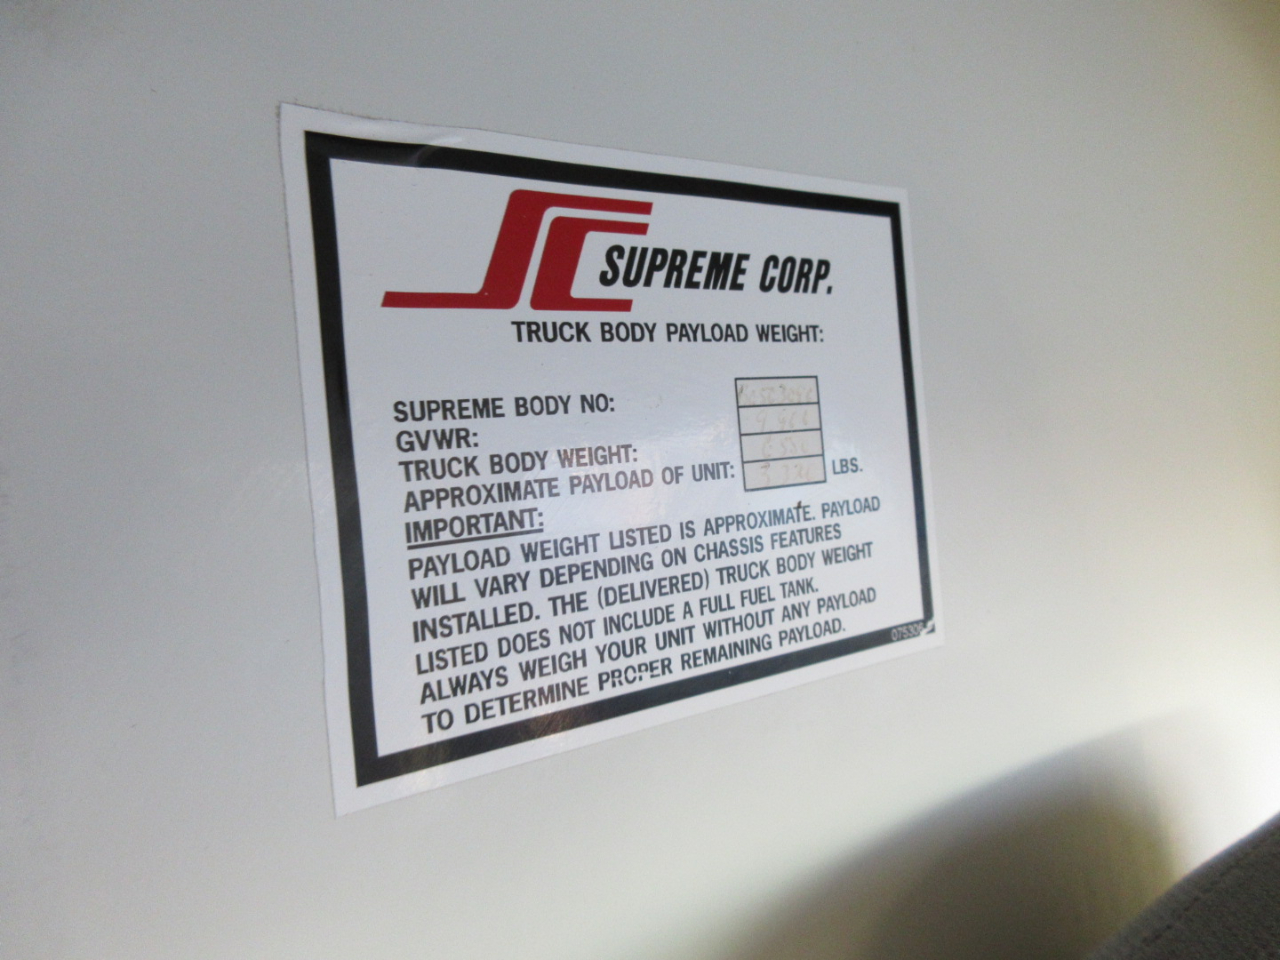 SUPREME CORP.
TRUCK BODY PAYLOAD WEIGHT:
SUPREME BODY NO:
GVWR:
TRUCK BODY WEIGHT:
APPROXIMATE PAYLOAD OF UNIT: LBS.
IMPORTANT:
PAYLOAD WEIGHT LISTED IS APPROXIMATE. PAYLOAD
WILL VARY DEPENDING ON CHASSIS FEATURES
INSTALLED. THE (DELIVERED) TRUCK BODY WEIGHT
LISTED DOES NOT INCLUDE A FULL FUEL TANK.
ALWAYS WEIGH YOUR UNIT WITHOUT ANY PAYLOAD
TO DETERMINE PROPER REMAINING PAYLOAD.